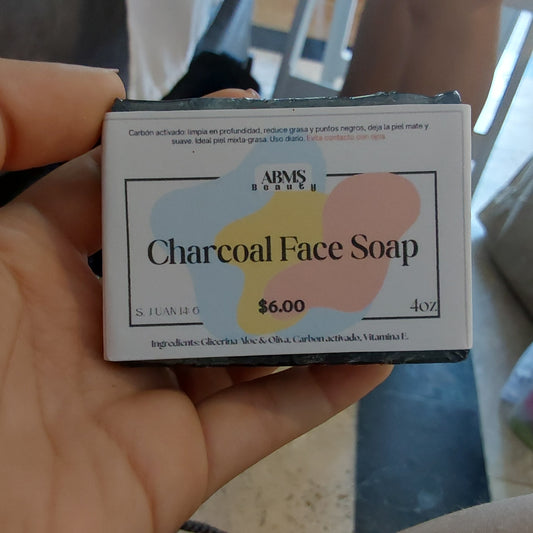 Carbón activado: limpia en profundidad, reduce grasa y puntos negros, deja la piel mate y
suave. Ideal piel mixta-grasa. Uso diario. Evita contacto con ojos.
ABMS
Beauty
Charcoal Face Soap
S. JUAN 14:6
$6.00
4oz
Ingredients: Glicerina Aloe & Oliva, Carbon activado, Vitamina E.